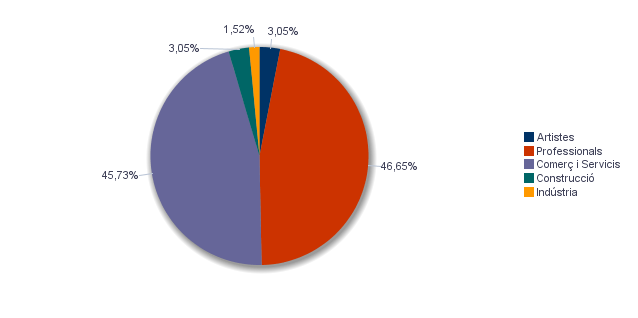 1,52%
3,05%
3,05%
46,65%
45,73%
Artistes
Professionals
Comerç i Servicis
Construcció
Indústria